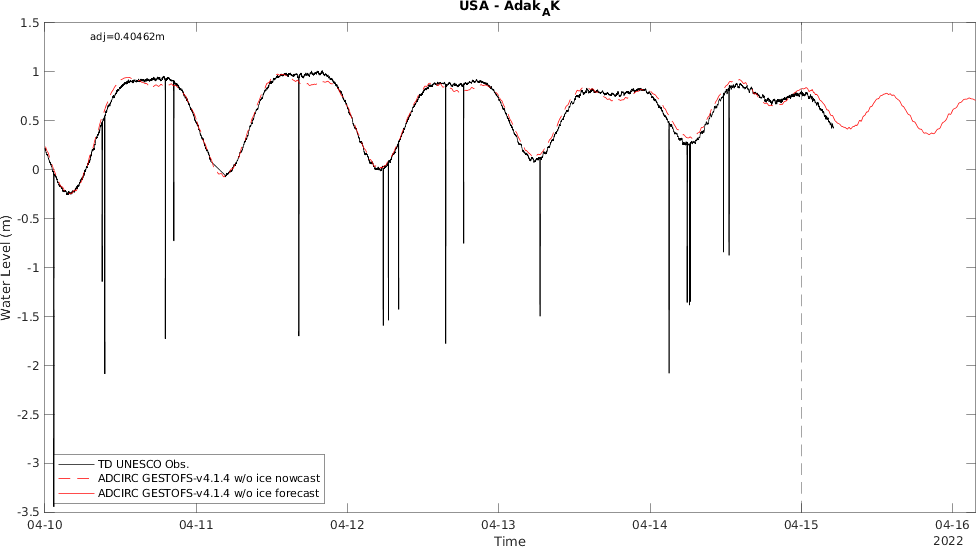 USA - Adak_AK
adj=0.40462m
1.5
1
0.5
0
-0.5
-1
-1.5
-2
-2.5
-3
-3.5
Water Level (m)
TD UNESCO Obs.
ADCIRC GESTOFS-v4.1.4 w/o ice nowcast
ADCIRC GESTOFS-v4.1.4 w/o ice forecast
04-10 04-11 04-12 04-13 04-14 04-15 04-16
Time
2022